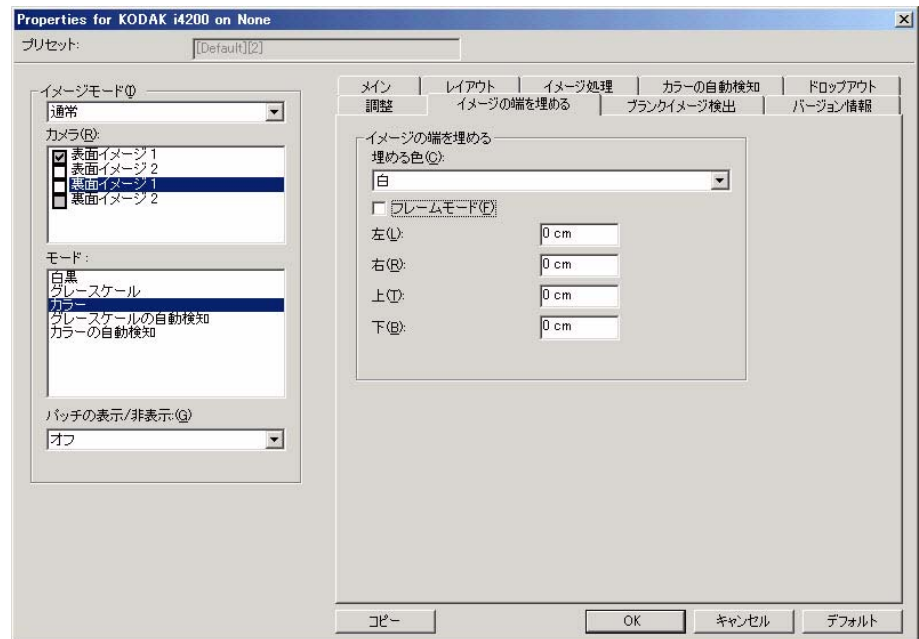 Properties for KODAK i4200 on None
プリセット:
[Default][2]
イメージモード(I)
通常
カメラ(R):
表面イメージ 1
表面イメージ 2
裏面イメージ 1
裏面イメージ 2
モード:
白黒
グレースケール
カラー
グレースケールの自動検知
カラーの自動検知
パッチの表示/非表示:(G)
オフ
メイン レイアウト イメージ処理 カラーの自動検知 ドロップアウト
調整 イメージの端を埋める ブランクイメージ検出 バージョン情報
イメージの端を埋める
埋める色(C):
白
フレームモード(F)
左(L): 0 cm
右(R): 0 cm
上(T): 0 cm
下(B): 0 cm
コピー OK キャンセル デフォルト